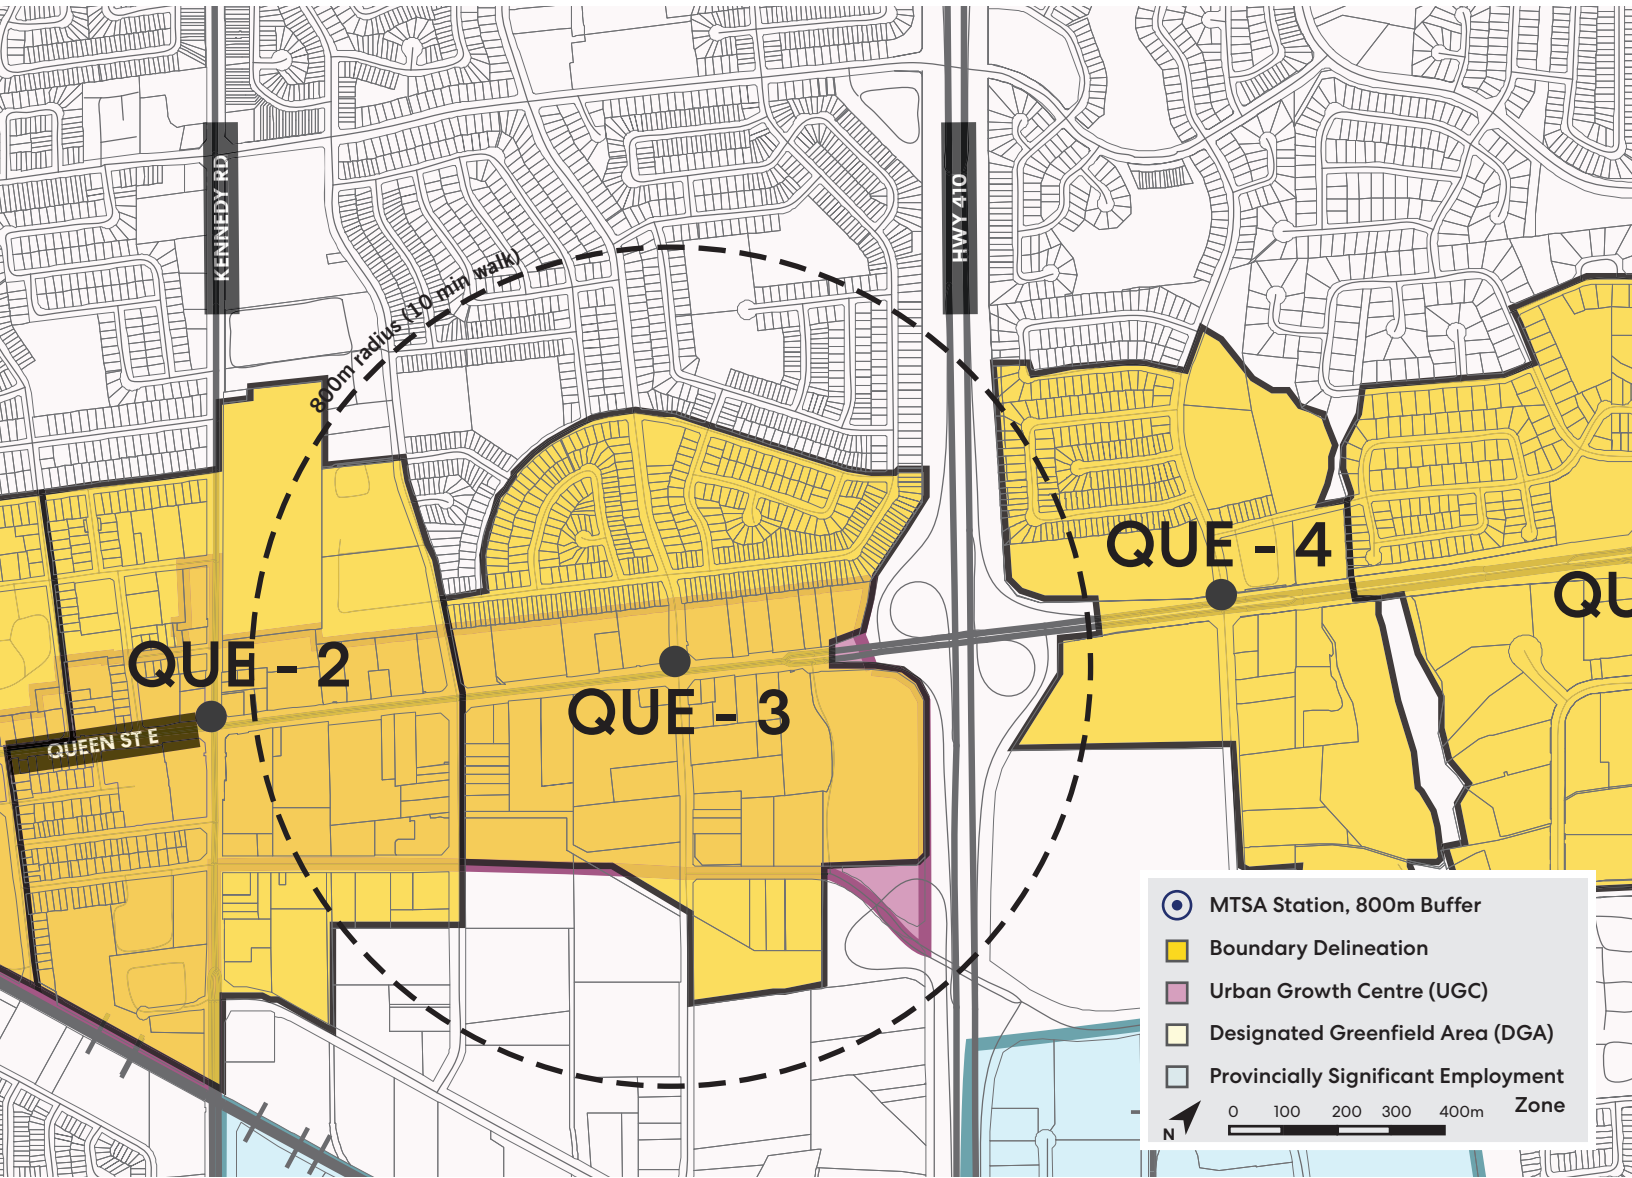 KENNEDY RD
HWY 410
800m radius (10 min walk)
QUE - 4
QU
QUE - 2
QUE - 3
QUEEN ST E
MTSA Station, 800m Buffer
Boundary Delineation
Urban Growth Centre (UGC)
Designated Greenfield Area (DGA)
Provincially Significant Employment
Zone
0 100 200 300 400m
N